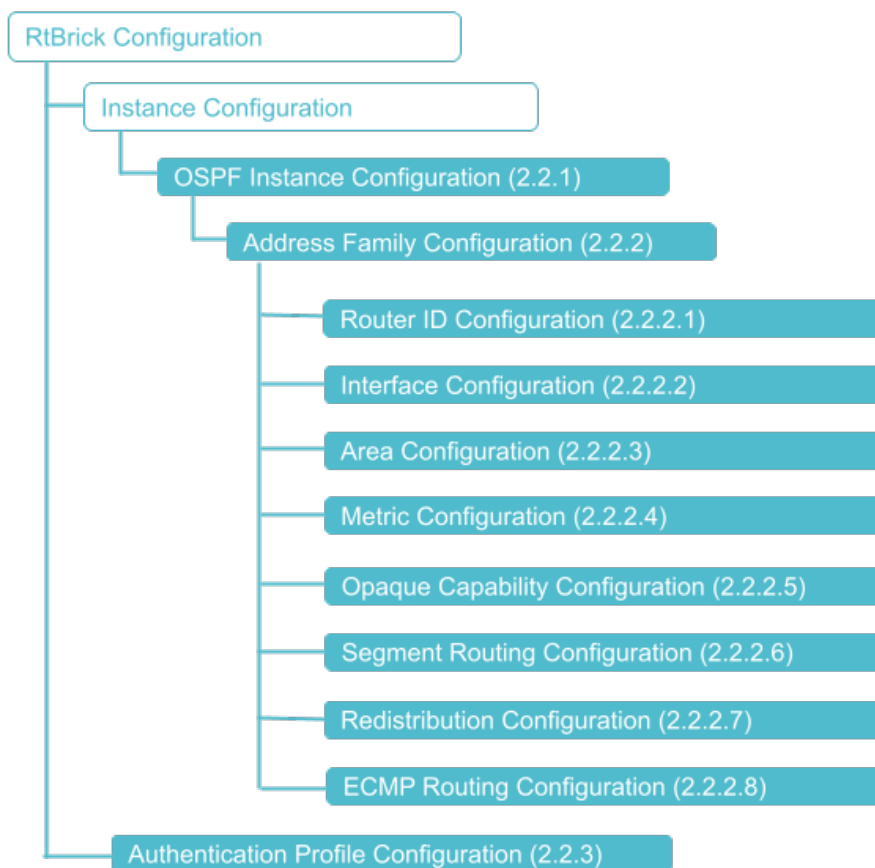 RtBrick Configuration
Instance Configuration
OSPF Instance Configuration (2.2.1)
Address Family Configuration (2.2.2)
Router ID Configuration (2.2.2.1)
Interface Configuration (2.2.2.2)
Area Configuration (2.2.2.3)
Metric Configuration (2.2.2.4)
Opaque Capability Configuration (2.2.2.5)
Segment Routing Configuration (2.2.2.6)
Redistribution Configuration (2.2.2.7)
ECMP Routing Configuration (2.2.2.8)
Authentication Profile Configuration (2.2.3)